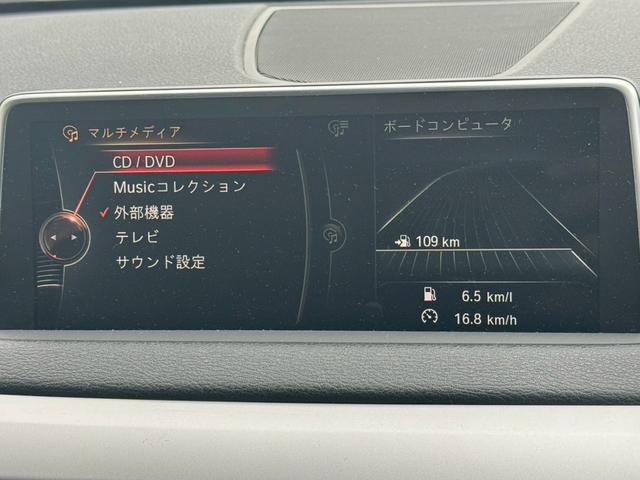 マルチメディア
CD / DVD
Musicコレクション
外部機器
テレビ
サウンド設定
ボードコンピュータ
109 km
6.5 km/l
16.8 km/h